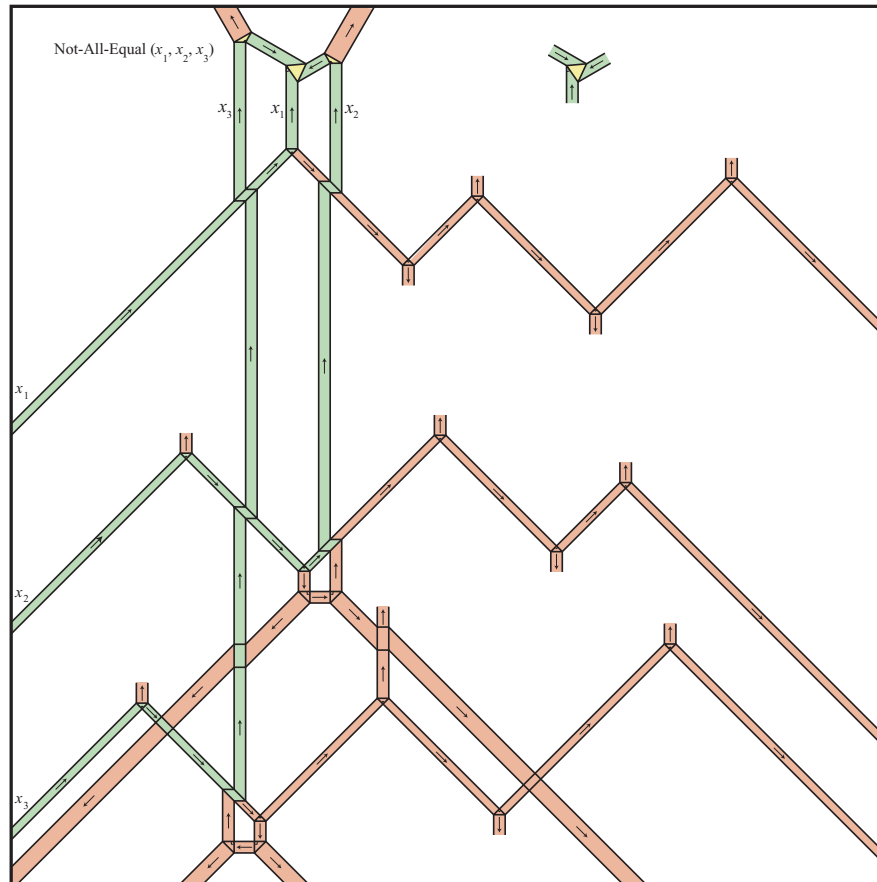 Not-All-Equal (x₁, x₂, x₃)
x₃
x₁
x₂
x₁
x₂
x₃